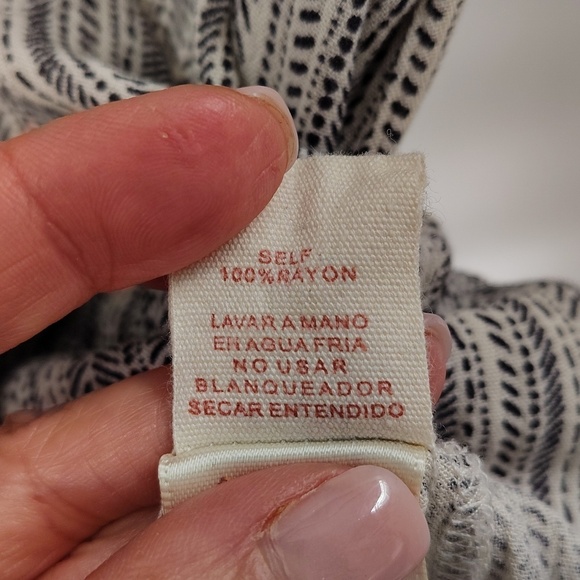 SELF
100% RAYON
LAVAR A MANO
EN AGUA FRIA
NO USAR
BLANQUEADOR
SECAR ENTENDIDO